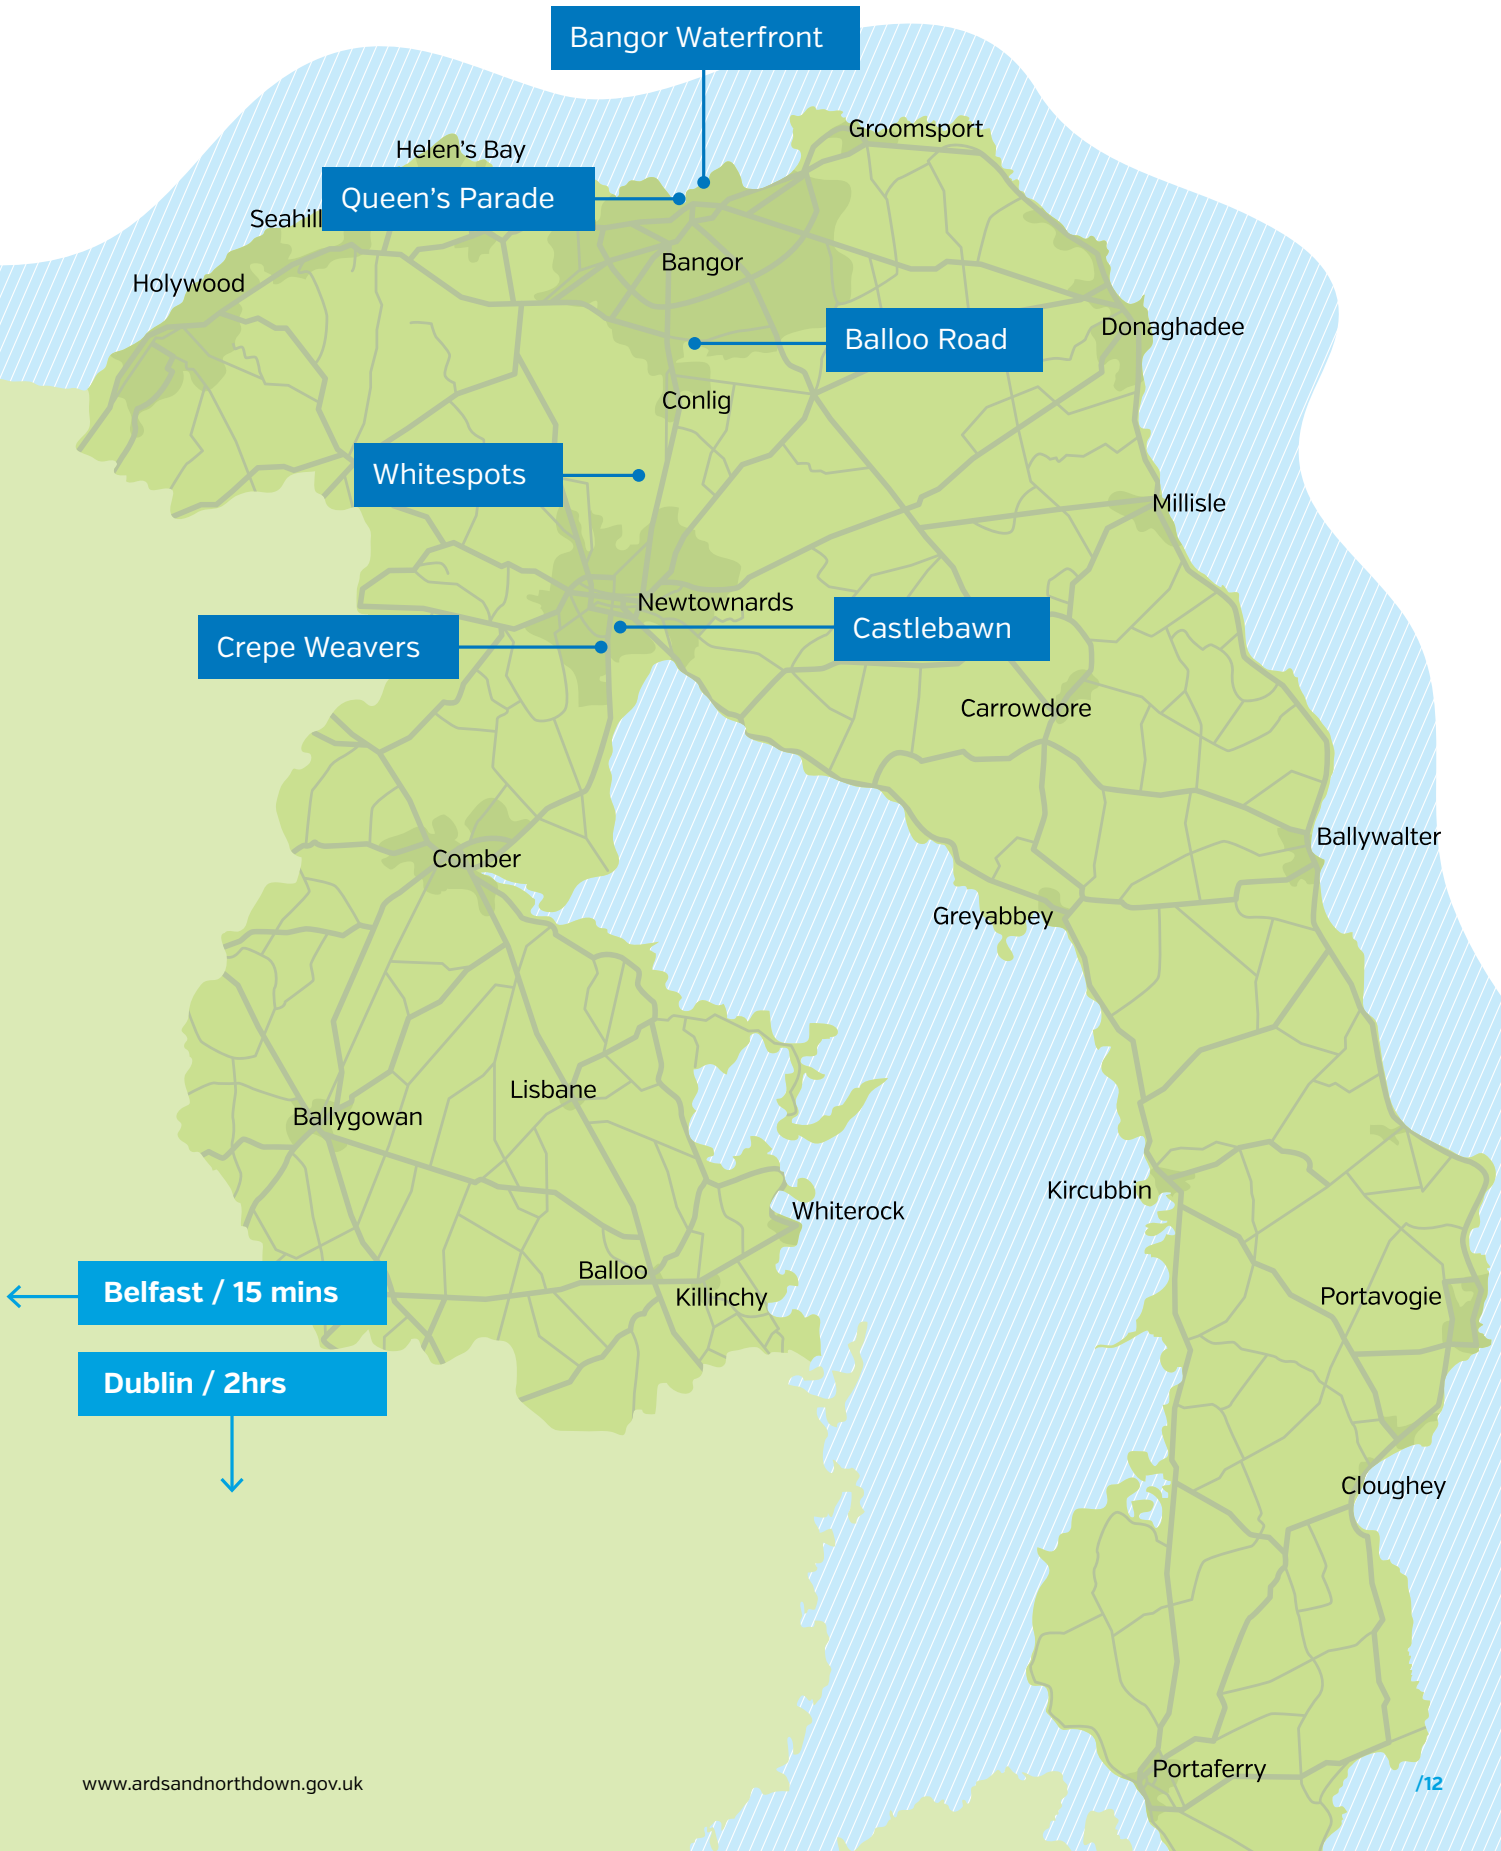 Bangor Waterfront
Groomsport
Helen's Bay
Queen's Parade
Seahill
Bangor
Holywood
Donaghadee
Balloo Road
Conlig
Whitespots
Millisle
Newtownards
Castlebawn
Crepe Weavers
Carrowdore
Ballywalter
Comber
Greyabbey
Lisbane
Ballygowan
Kircubbin
Whiterock
Balloo
Belfast / 15 mins
Killinchy
Portavogie
Dublin / 2hrs
Cloughey
Portaferry
www.ardsandnorthdown.gov.uk
/12